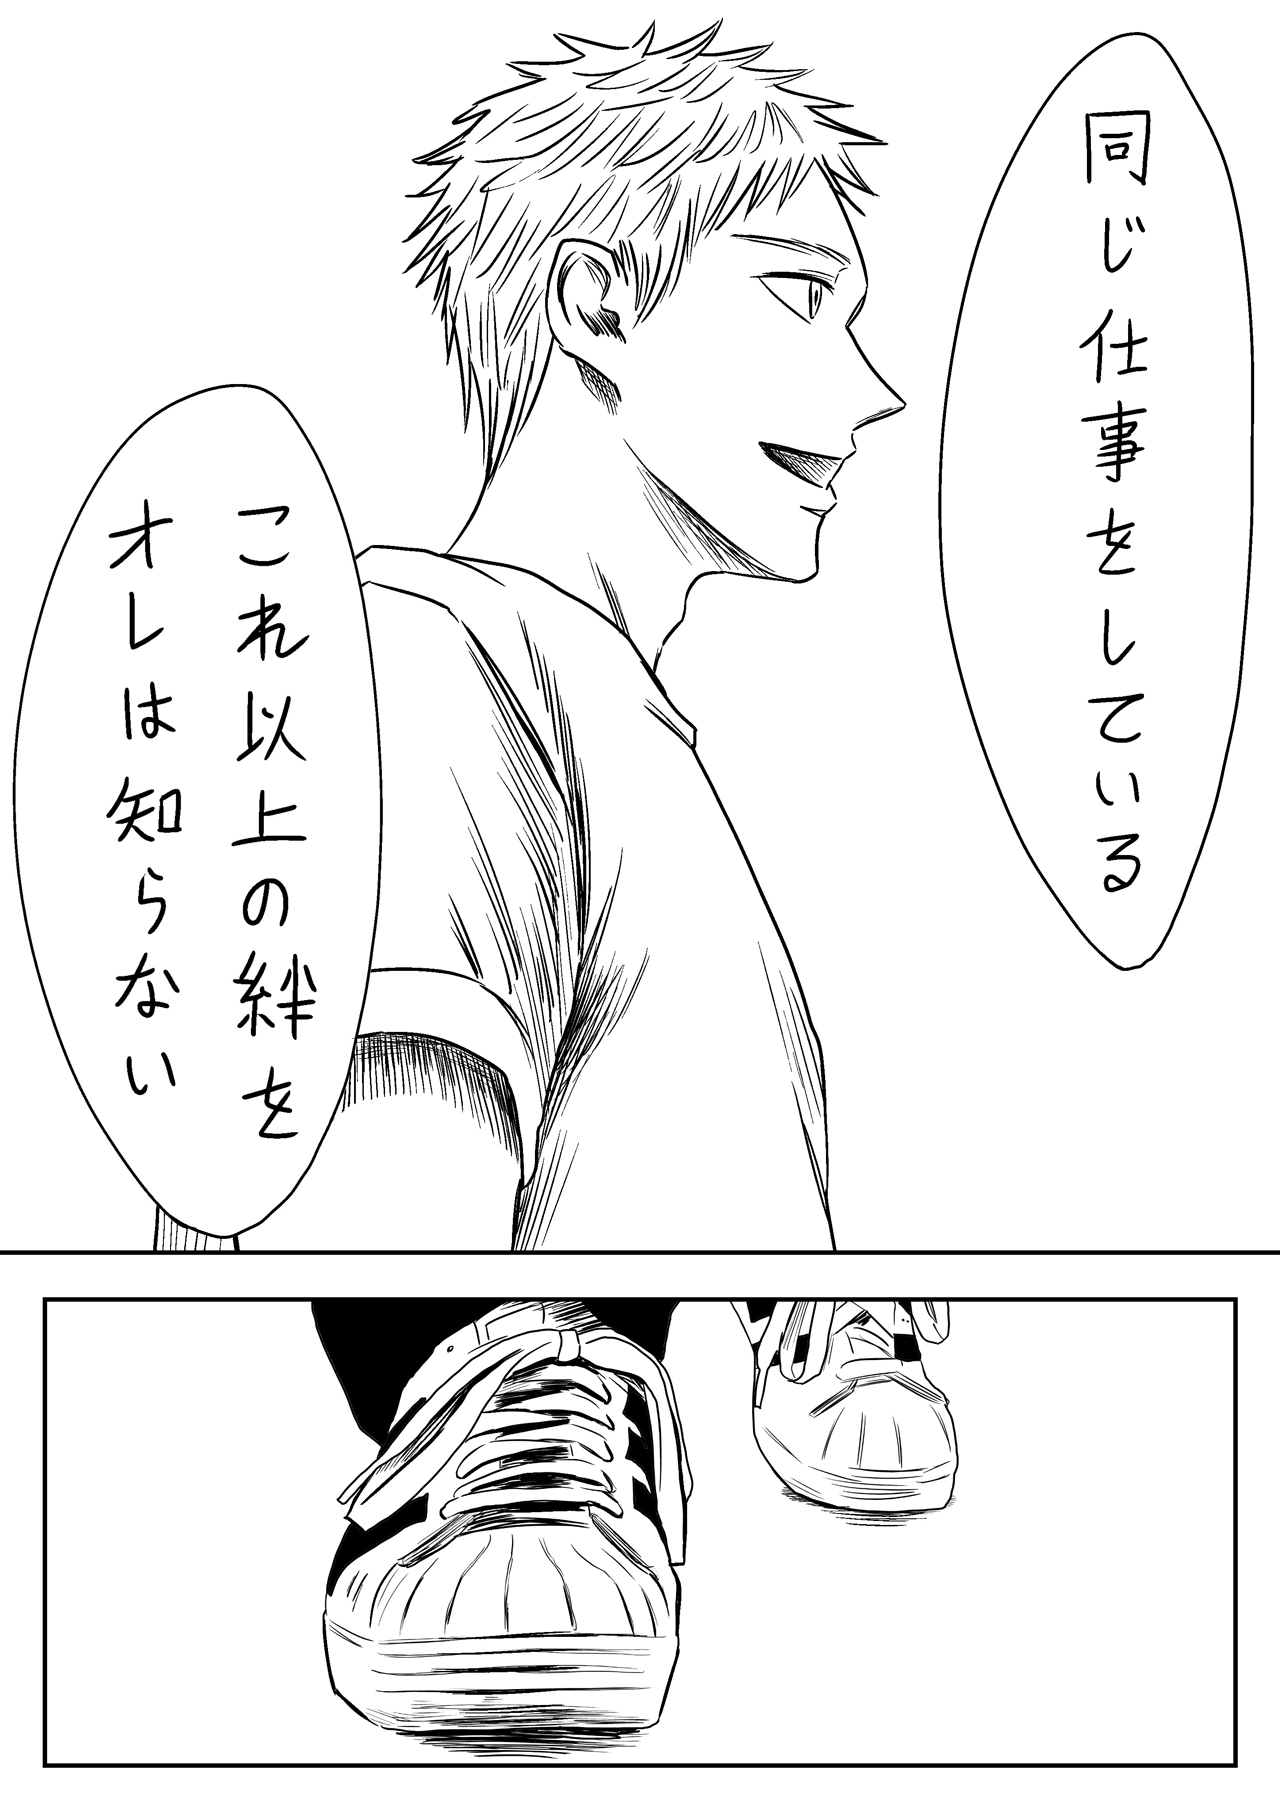 同じ仕事をしている
これ以上の絆を
オレは知らない